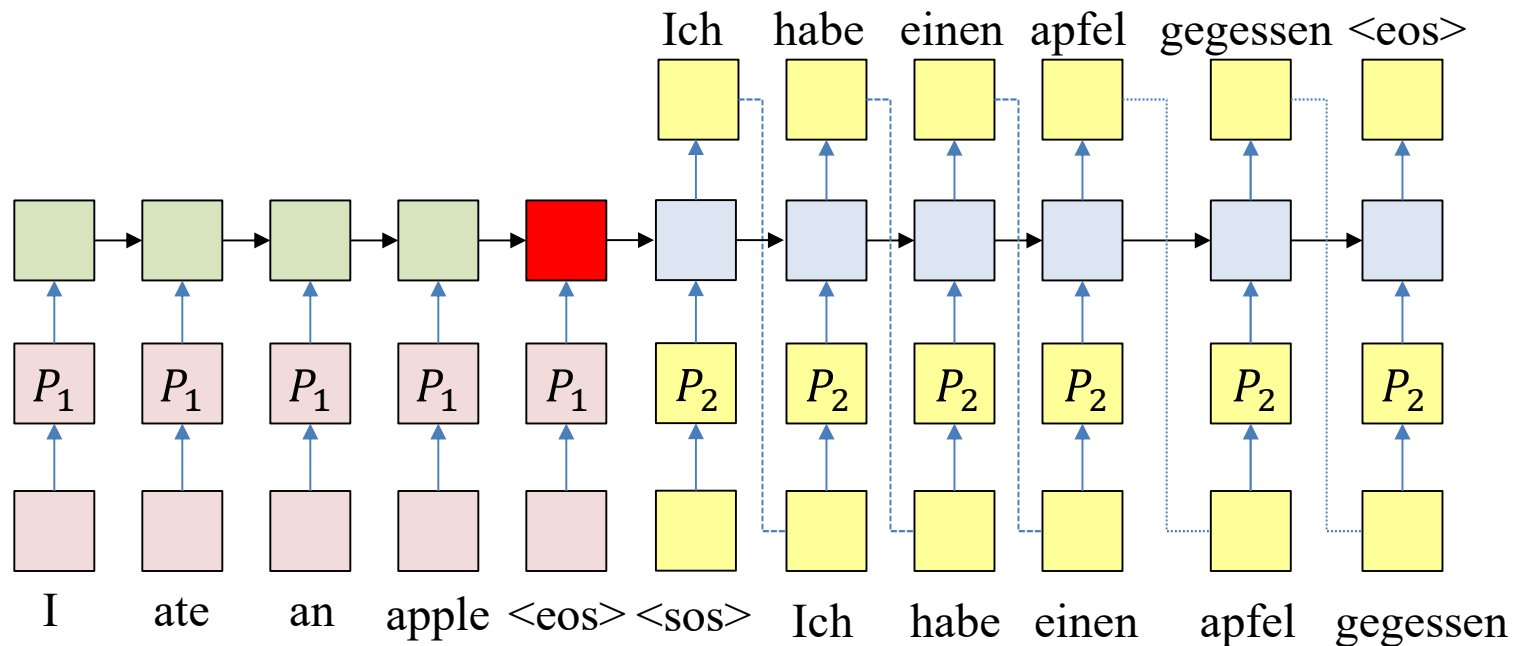 Ich habe einen apfel gegessen <eos>
P₁ P₁ P₁ P₁ P₁ P₂ P₂ P₂ P₂ P₂ P₂
I ate an apple <eos> <sos> Ich habe einen apfel gegessen